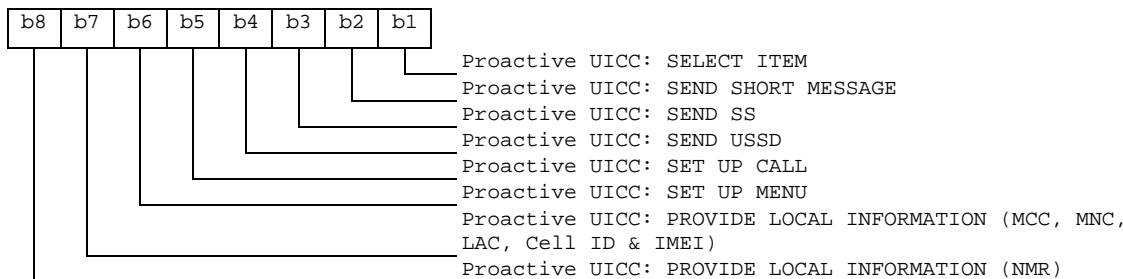 b8 b7 b6 b5 b4 b3 b2 b1
Proactive UICC: SELECT ITEM
Proactive UICC: SEND SHORT MESSAGE
Proactive UICC: SEND SS
Proactive UICC: SEND USSD
Proactive UICC: SET UP CALL
Proactive UICC: SET UP MENU
Proactive UICC: PROVIDE LOCAL INFORMATION (MCC, MNC,
LAC, Cell ID & IMEI)
Proactive UICC: PROVIDE LOCAL INFORMATION (NMR)